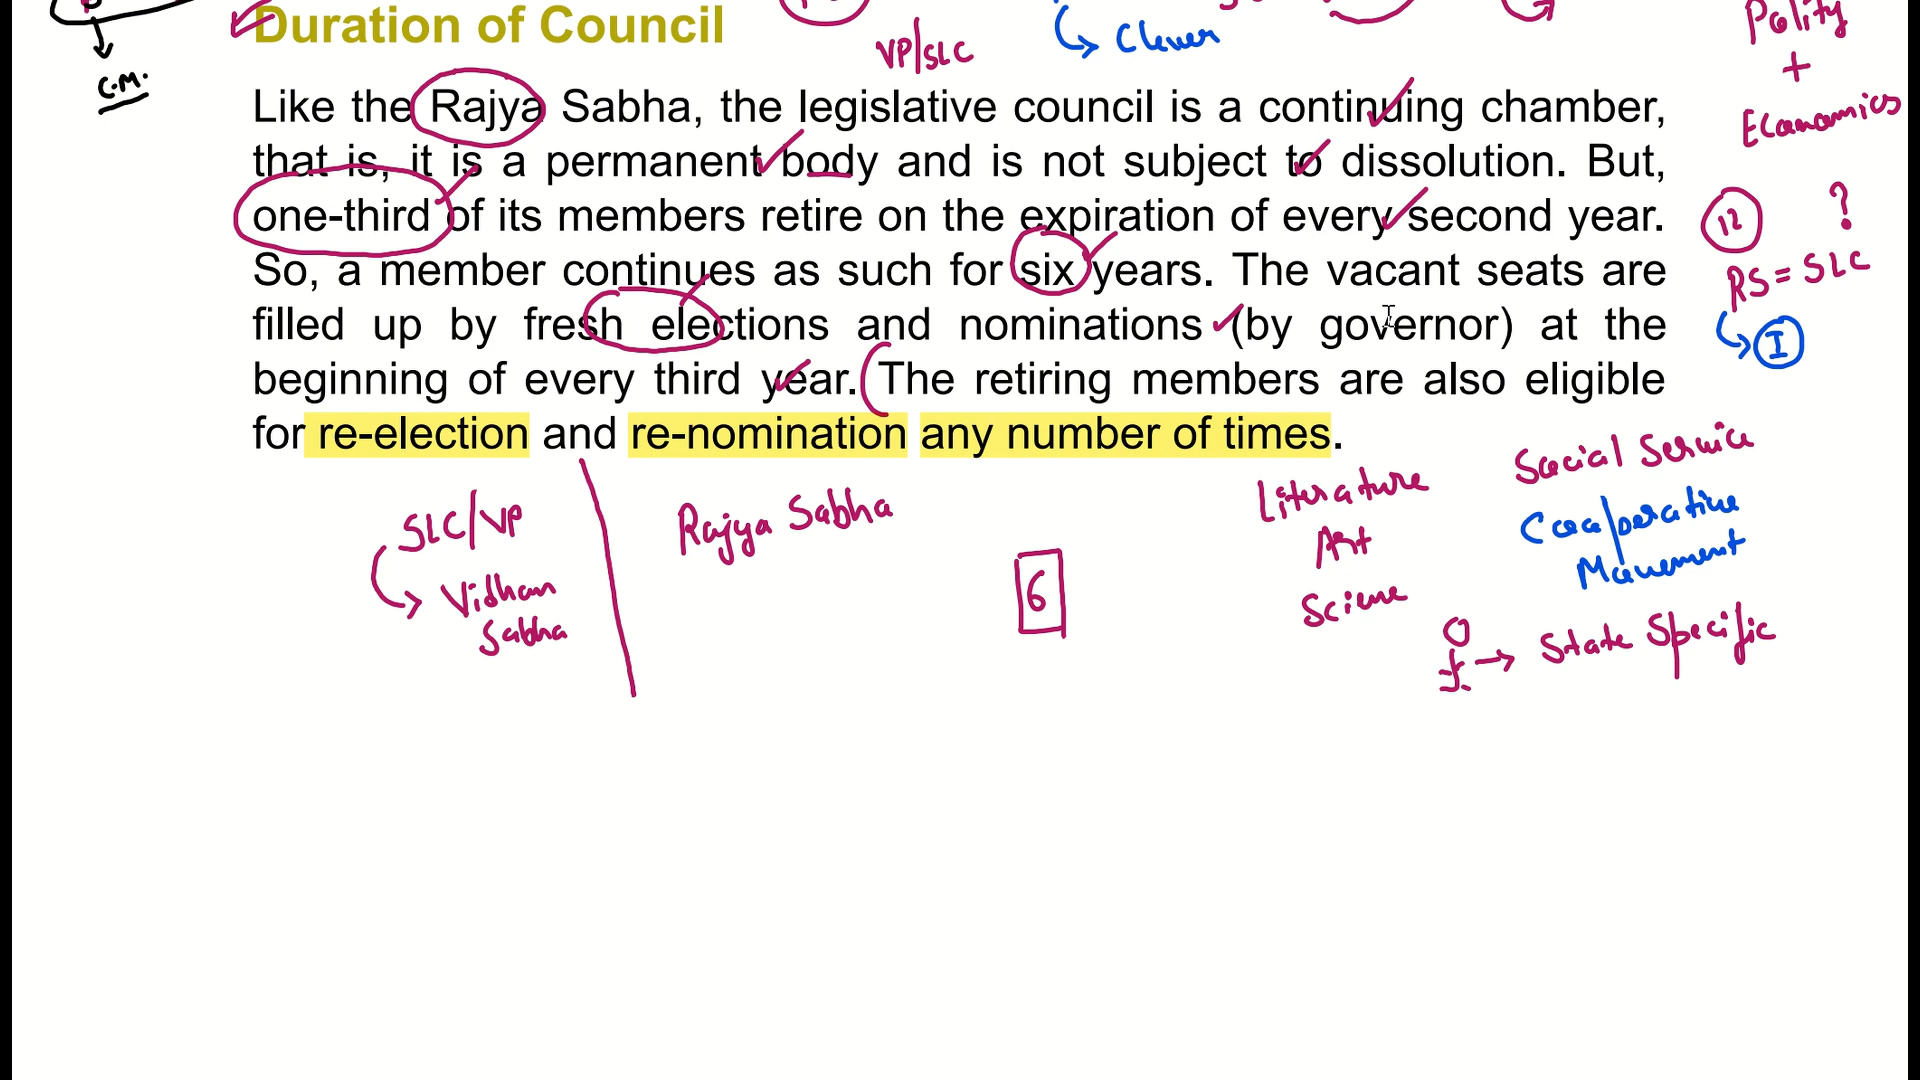 Duration of Council
C.M.
VP/SLC
Clever
Polity
+
Economics
Like the Rajya Sabha, the legislative council is a continuing chamber,
that is, it is a permanent body and is not subject to dissolution. But,
one-third of its members retire on the expiration of every second year.
So, a member continues as such for six years. The vacant seats are
filled up by fresh elections and nominations (by governor) at the
beginning of every third year. The retiring members are also eligible
for re-election and re-nomination any number of times.
12 ?
RS = SLC
I
SLC/VP
Vidhan
Sabha
Rajya Sabha
6
Literature
Art
Science
Social Service
Cooperative
Movement
State Specific